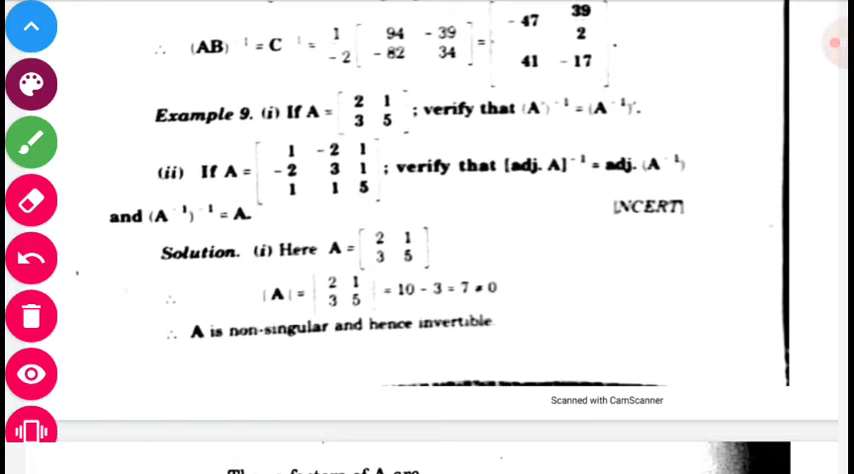 ∴ (AB)⁻¹ = C⁻¹ = 1/-2 [94 -39; -82 34] = [-47 39/2; 41 -17].
Example 9. (i) If A = [2 1; 3 5]; verify that (A′)⁻¹ = (A⁻¹)′.
(ii) If A = [1 -2 1; -2 3 1; 1 1 5]; verify that [adj. A]⁻¹ = adj. (A⁻¹)
and (A⁻¹)⁻¹ = A. [NCERT]
Solution. (i) Here A = [2 1; 3 5]
∴ |A| = |2 1; 3 5| = 10 - 3 = 7 ≠ 0
∴ A is non-singular and hence invertible
Scanned with CamScanner